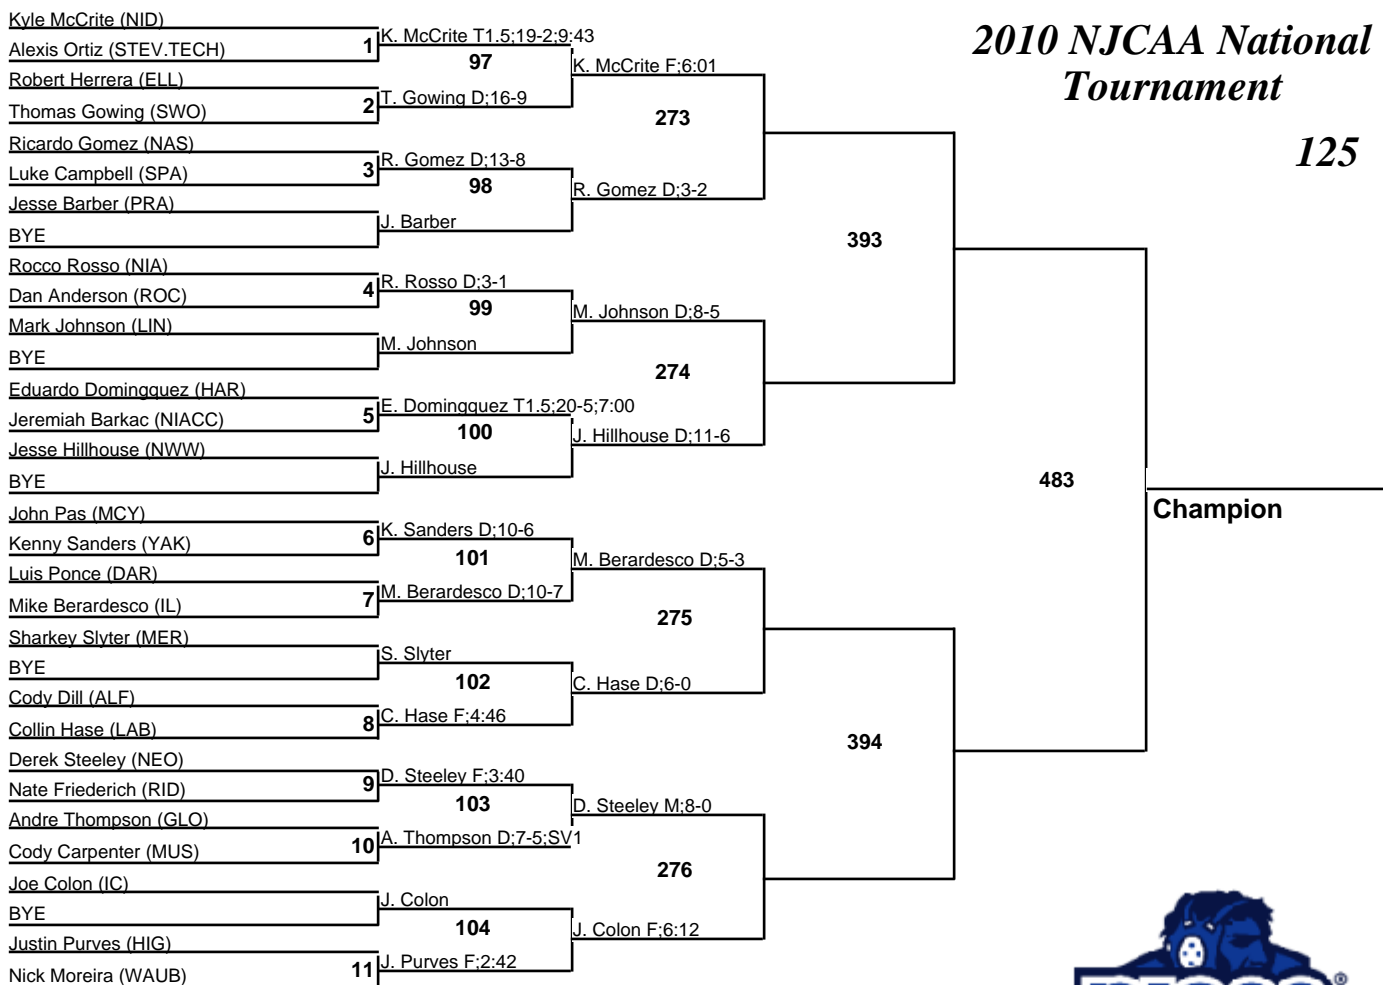 2010 NJCAA National
Tournament
125
Kyle McCrite (NID)
Alexis Ortiz (STEV.TECH)
Robert Herrera (ELL)
Thomas Gowing (SWO)
Ricardo Gomez (NAS)
Luke Campbell (SPA)
Jesse Barber (PRA)
BYE
Rocco Rosso (NIA)
Dan Anderson (ROC)
Mark Johnson (LIN)
BYE
Eduardo Domingquez (HAR)
Jeremiah Barkac (NIACC)
Jesse Hillhouse (NWW)
BYE
John Pas (MCY)
Kenny Sanders (YAK)
Luis Ponce (DAR)
Mike Berardesco (IL)
Sharkey Slyter (MER)
BYE
Cody Dill (ALF)
Collin Hase (LAB)
Derek Steeley (NEO)
Nate Friederich (RID)
Andre Thompson (GLO)
Cody Carpenter (MUS)
Joe Colon (IC)
BYE
Justin Purves (HIG)
Nick Moreira (WAUB)
1 K. McCrite T1.5;19-2;9:43
97
2 T. Gowing D;16-9
3 R. Gomez D;13-8
98
J. Barber
4 R. Rosso D;3-1
99
M. Johnson
5 E. Domingquez T1.5;20-5;7:00
100
J. Hillhouse
6 K. Sanders D;10-6
101
7 M. Berardesco D;10-7
S. Slyter
102
8 C. Hase F;4:46
9 D. Steeley F;3:40
103
10 A. Thompson D;7-5;SV1
J. Colon
104
11 J. Purves F;2:42
K. McCrite F;6:01
273
R. Gomez D;3-2
M. Johnson D;8-5
274
J. Hillhouse D;11-6
M. Berardesco D;5-3
275
C. Hase D;6-0
D. Steeley M;8-0
276
J. Colon F;6:12
393
394
483
Champion